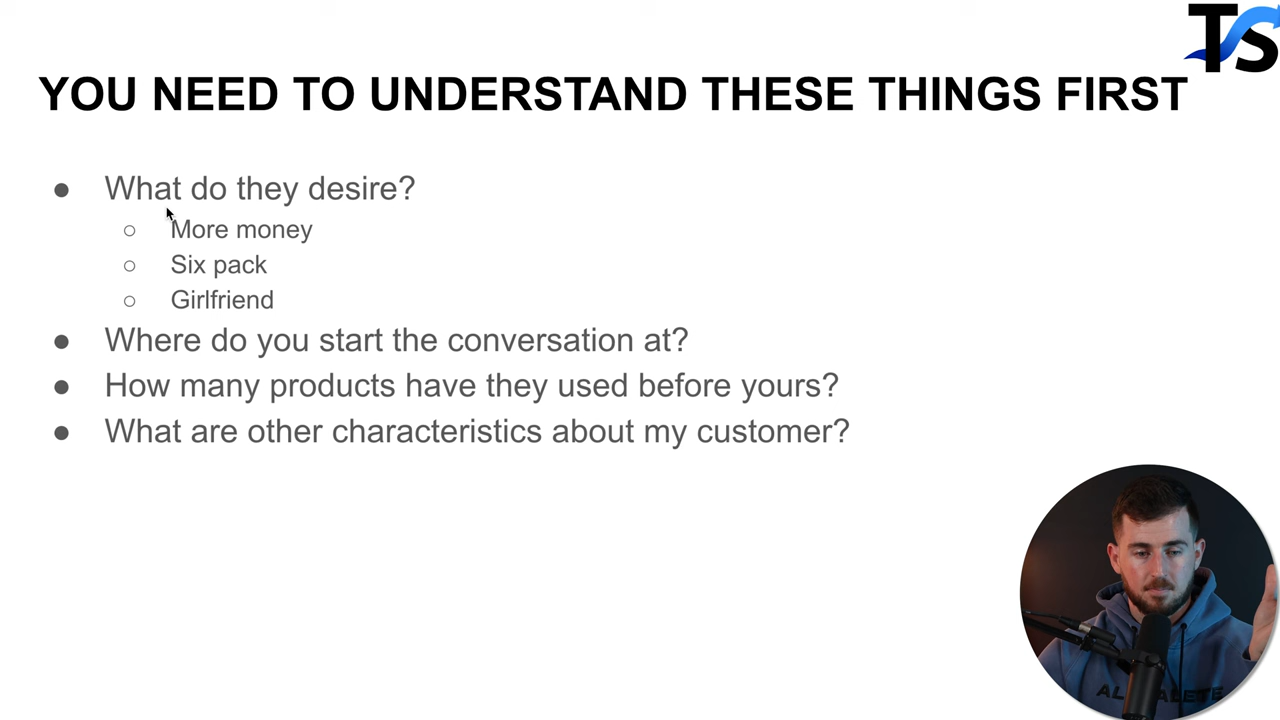 TS
YOU NEED TO UNDERSTAND THESE THINGS FIRST
What do they desire?
More money
Six pack
Girlfriend
Where do you start the conversation at?
How many products have they used before yours?
What are other characteristics about my customer?